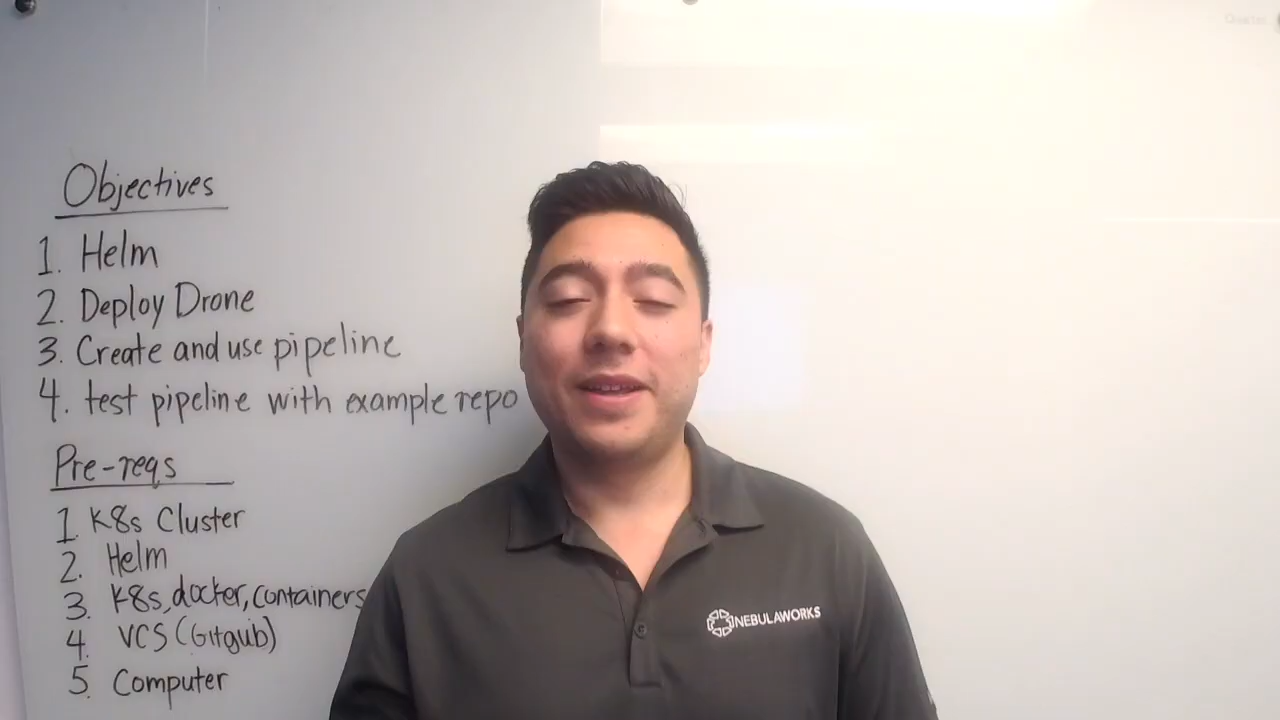 Objectives
1. Helm
2. Deploy Drone
3. Create and use pipeline
4. test pipeline with example repo
Pre-reqs
1. K8s Cluster
2. Helm
3. K8s, docker, containers
4. VCS (Gitgub)
5. Computer
NEBULAWORKS